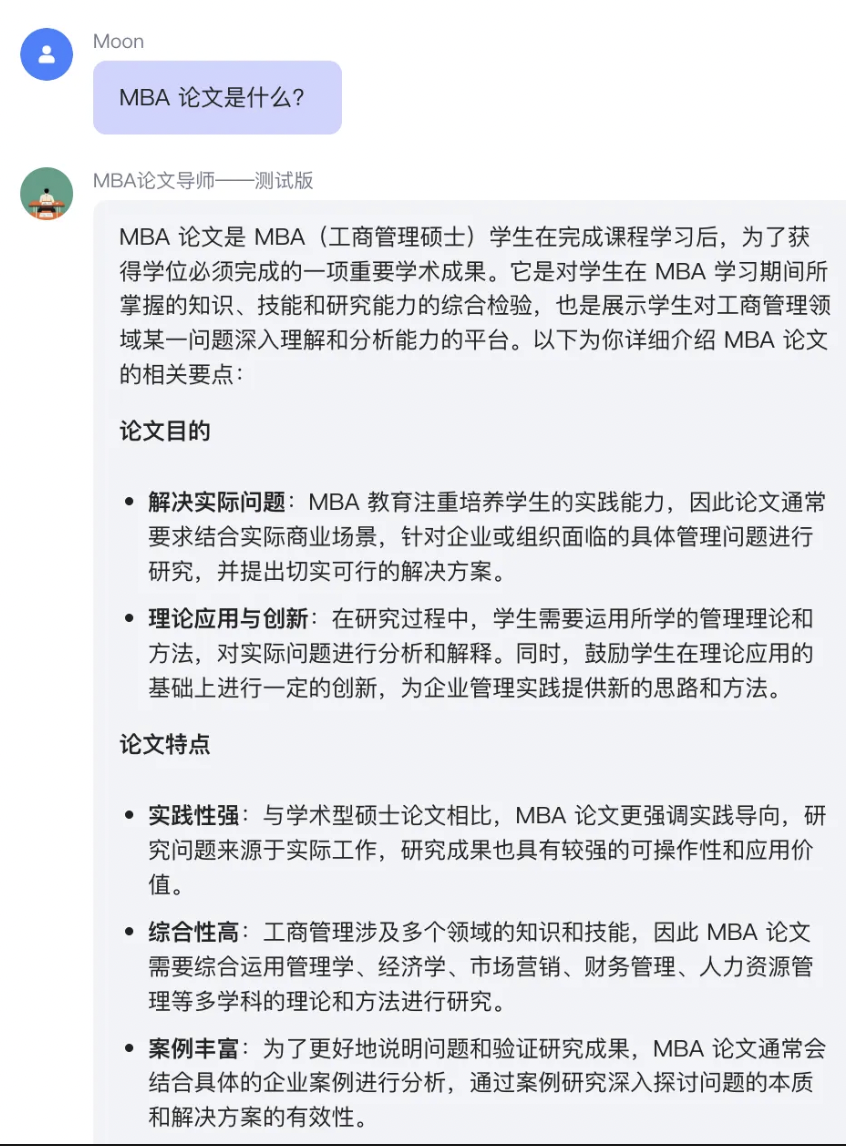 Moon
MBA 论文是什么？
MBA论文导师——测试版
MBA 论文是 MBA（工商管理硕士）学生在完成课程学习后，为了获
得学位必须完成的一项重要学术成果。它是对学生在 MBA 学习期间所
掌握的知识、技能和研究能力的综合检验，也是展示学生对工商管理领
域某一问题深入理解和分析能力的平台。以下为你详细介绍 MBA 论文
的相关要点：
论文目的
• 解决实际问题：MBA 教育注重培养学生的实践能力，因此论文通常
要求结合实际商业场景，针对企业或组织面临的具体管理问题进行
研究，并提出切实可行的解决方案。
• 理论应用与创新：在研究过程中，学生需要运用所学的管理理论和
方法，对实际问题进行分析和解释。同时，鼓励学生在理论应用的
基础上进行一定的创新，为企业管理实践提供新的思路和方法。
论文特点
• 实践性强：与学术型硕士论文相比，MBA 论文更强调实践导向，研
究问题来源于实际工作，研究成果也具有较强的可操作性和应用价
值。
• 综合性高：工商管理涉及多个领域的知识和技能，因此 MBA 论文
需要综合运用管理学、经济学、市场营销、财务管理、人力资源管
理等多学科的理论和方法进行研究。
• 案例丰富：为了更好地说明问题和验证研究成果，MBA 论文通常会
结合具体的企业案例进行分析，通过案例研究深入探讨问题的本质
和解决方案的有效性。